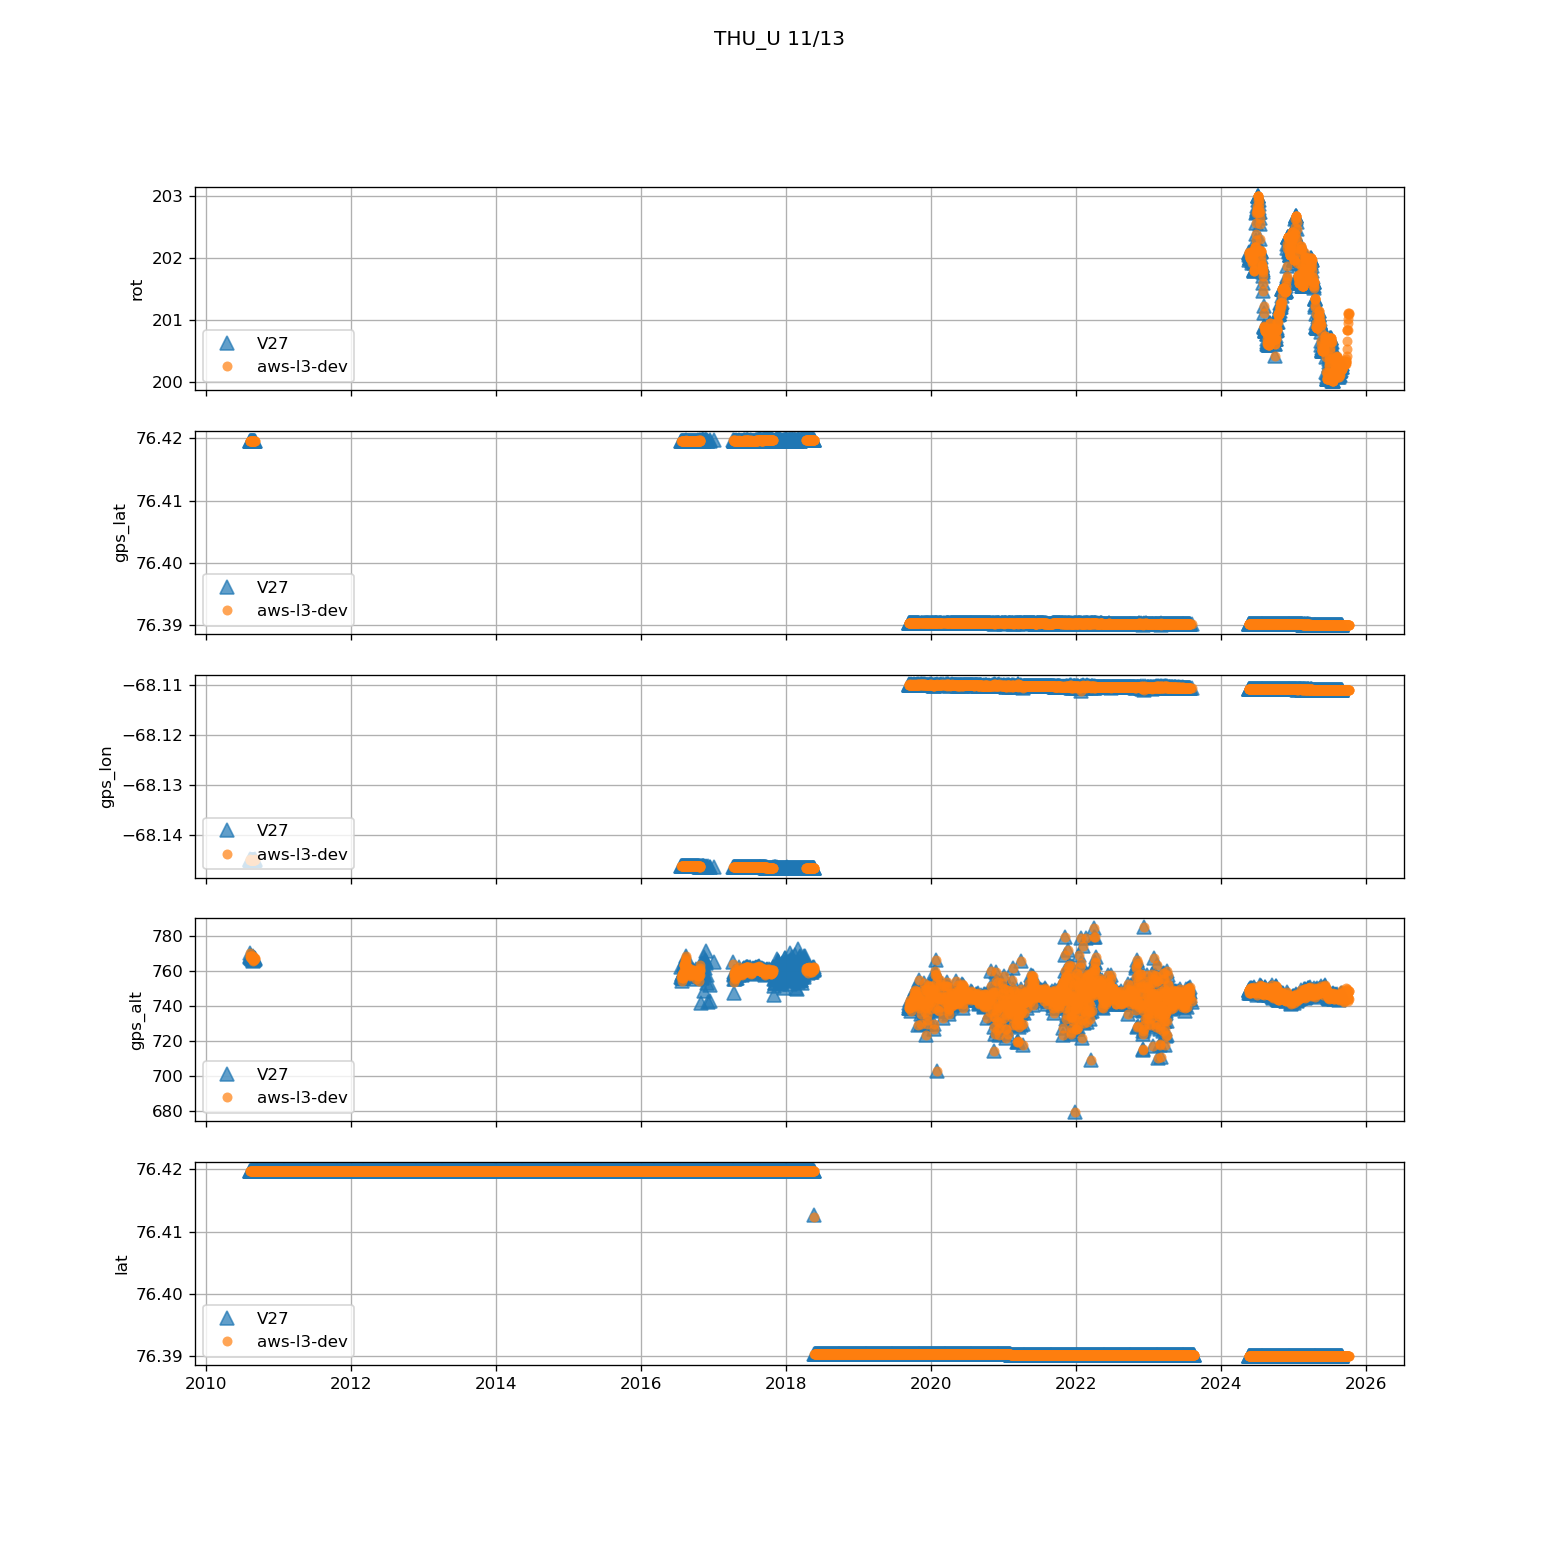 THU_U 11/13
203
202
201
200
rot
V27
aws-l3-dev
76.42
76.41
76.40
76.39
gps_lat
V27
aws-l3-dev
−68.11
−68.12
−68.13
−68.14
gps_lon
V27
aws-l3-dev
780
760
740
720
700
680
gps_alt
V27
aws-l3-dev
76.42
76.41
76.40
76.39
lat
V27
aws-l3-dev
2010 2012 2014 2016 2018 2020 2022 2024 2026